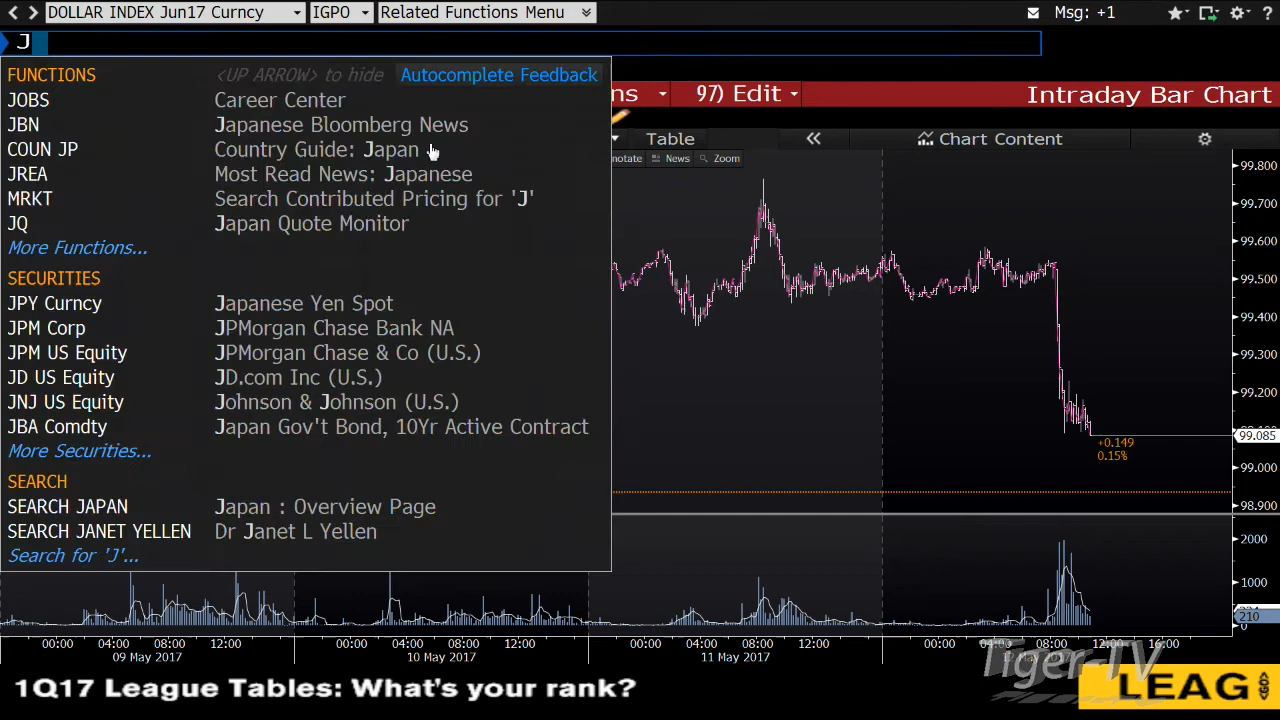 DOLLAR INDEX Jun17 Curncy IGPO Related Functions Menu Msg: +1 ?
J
FUNCTIONS <UP ARROW> to hide Autocomplete Feedback
JOBS Career Center
JBN Japanese Bloomberg News
COUN JP Country Guide: Japan
JREA Most Read News: Japanese
MRKT Search Contributed Pricing for 'J'
JQ Japan Quote Monitor
More Functions...
SECURITIES
JPY Curncy Japanese Yen Spot
JPM Corp JPMorgan Chase Bank NA
JPM US Equity JPMorgan Chase & Co (U.S.)
JD US Equity JD.com Inc (U.S.)
JNJ US Equity Johnson & Johnson (U.S.)
JBA Comdty Japan Gov't Bond, 10Yr Active Contract
More Securities...
SEARCH
SEARCH JAPAN Japan : Overview Page
SEARCH JANET YELLEN Dr Janet L Yellen
Search for 'J'...
ns 97) Edit Intraday Bar Chart
Table « Chart Content
notate News Zoom
99.800
99.700
99.600
99.500
99.400
99.300
99.200
99.085
+0.149
0.15%
99.000
98.900
2000
1000
210
0
00:00 04:00 08:00 12:00 00:00 04:00 08:00 12:00 00:00 04:00 08:00 12:00 00:00 04:00 08:00 12:00 16:00
09 May 2017 10 May 2017 11 May 2017
Tiger-TV
1Q17 League Tables: What's your rank? LEAG
<GO>